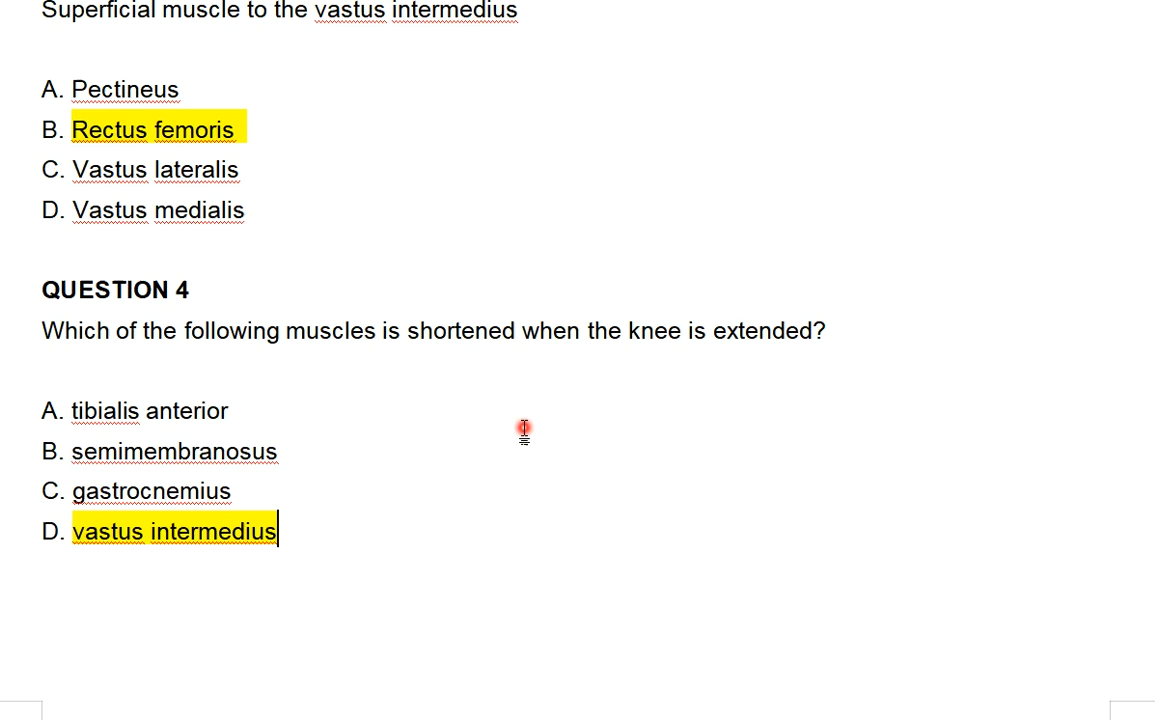 Superficial muscle to the vastus intermedius
A. Pectineus
B. Rectus femoris
C. Vastus lateralis
D. Vastus medialis
QUESTION 4
Which of the following muscles is shortened when the knee is extended?
A. tibialis anterior
B. semimembranosus
C. gastrocnemius
D. vastus intermedius